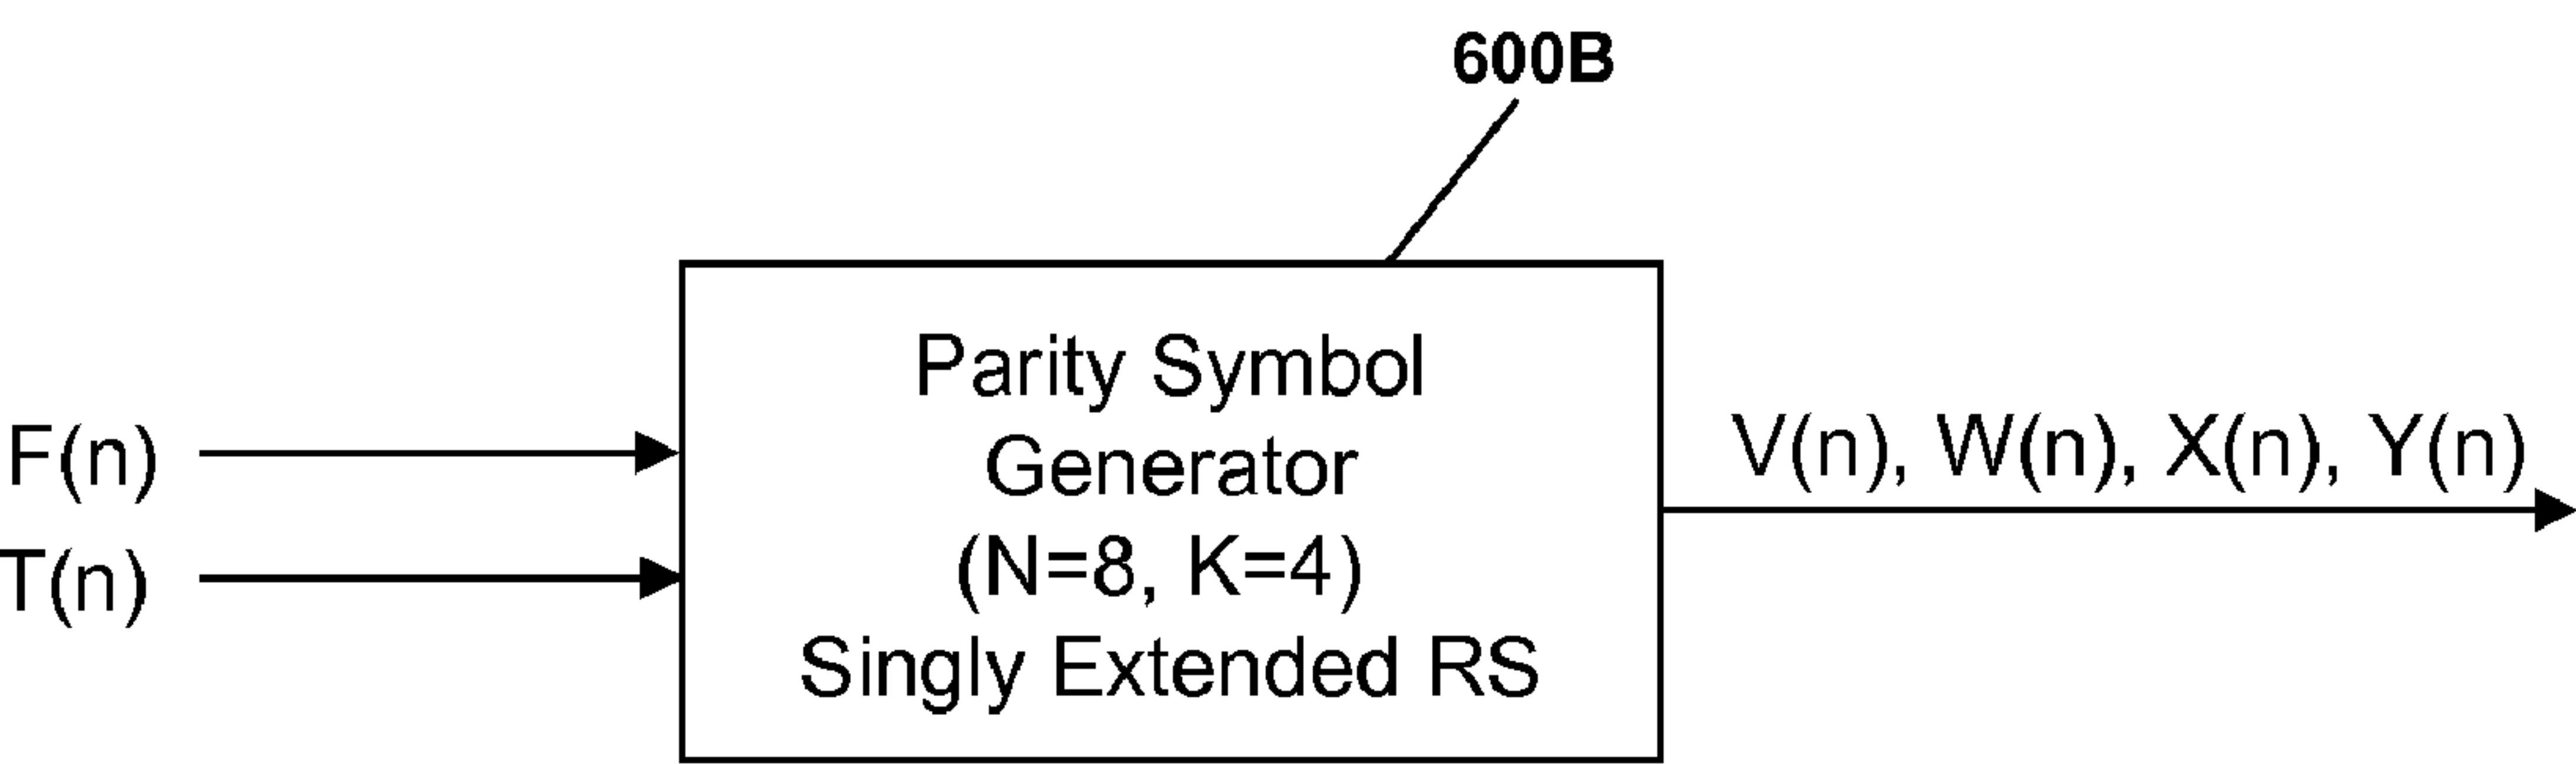 600B
Parity Symbol
Generator
(N=8, K=4)
Singly Extended RS
F(n)
T(n)
V(n), W(n), X(n), Y(n)